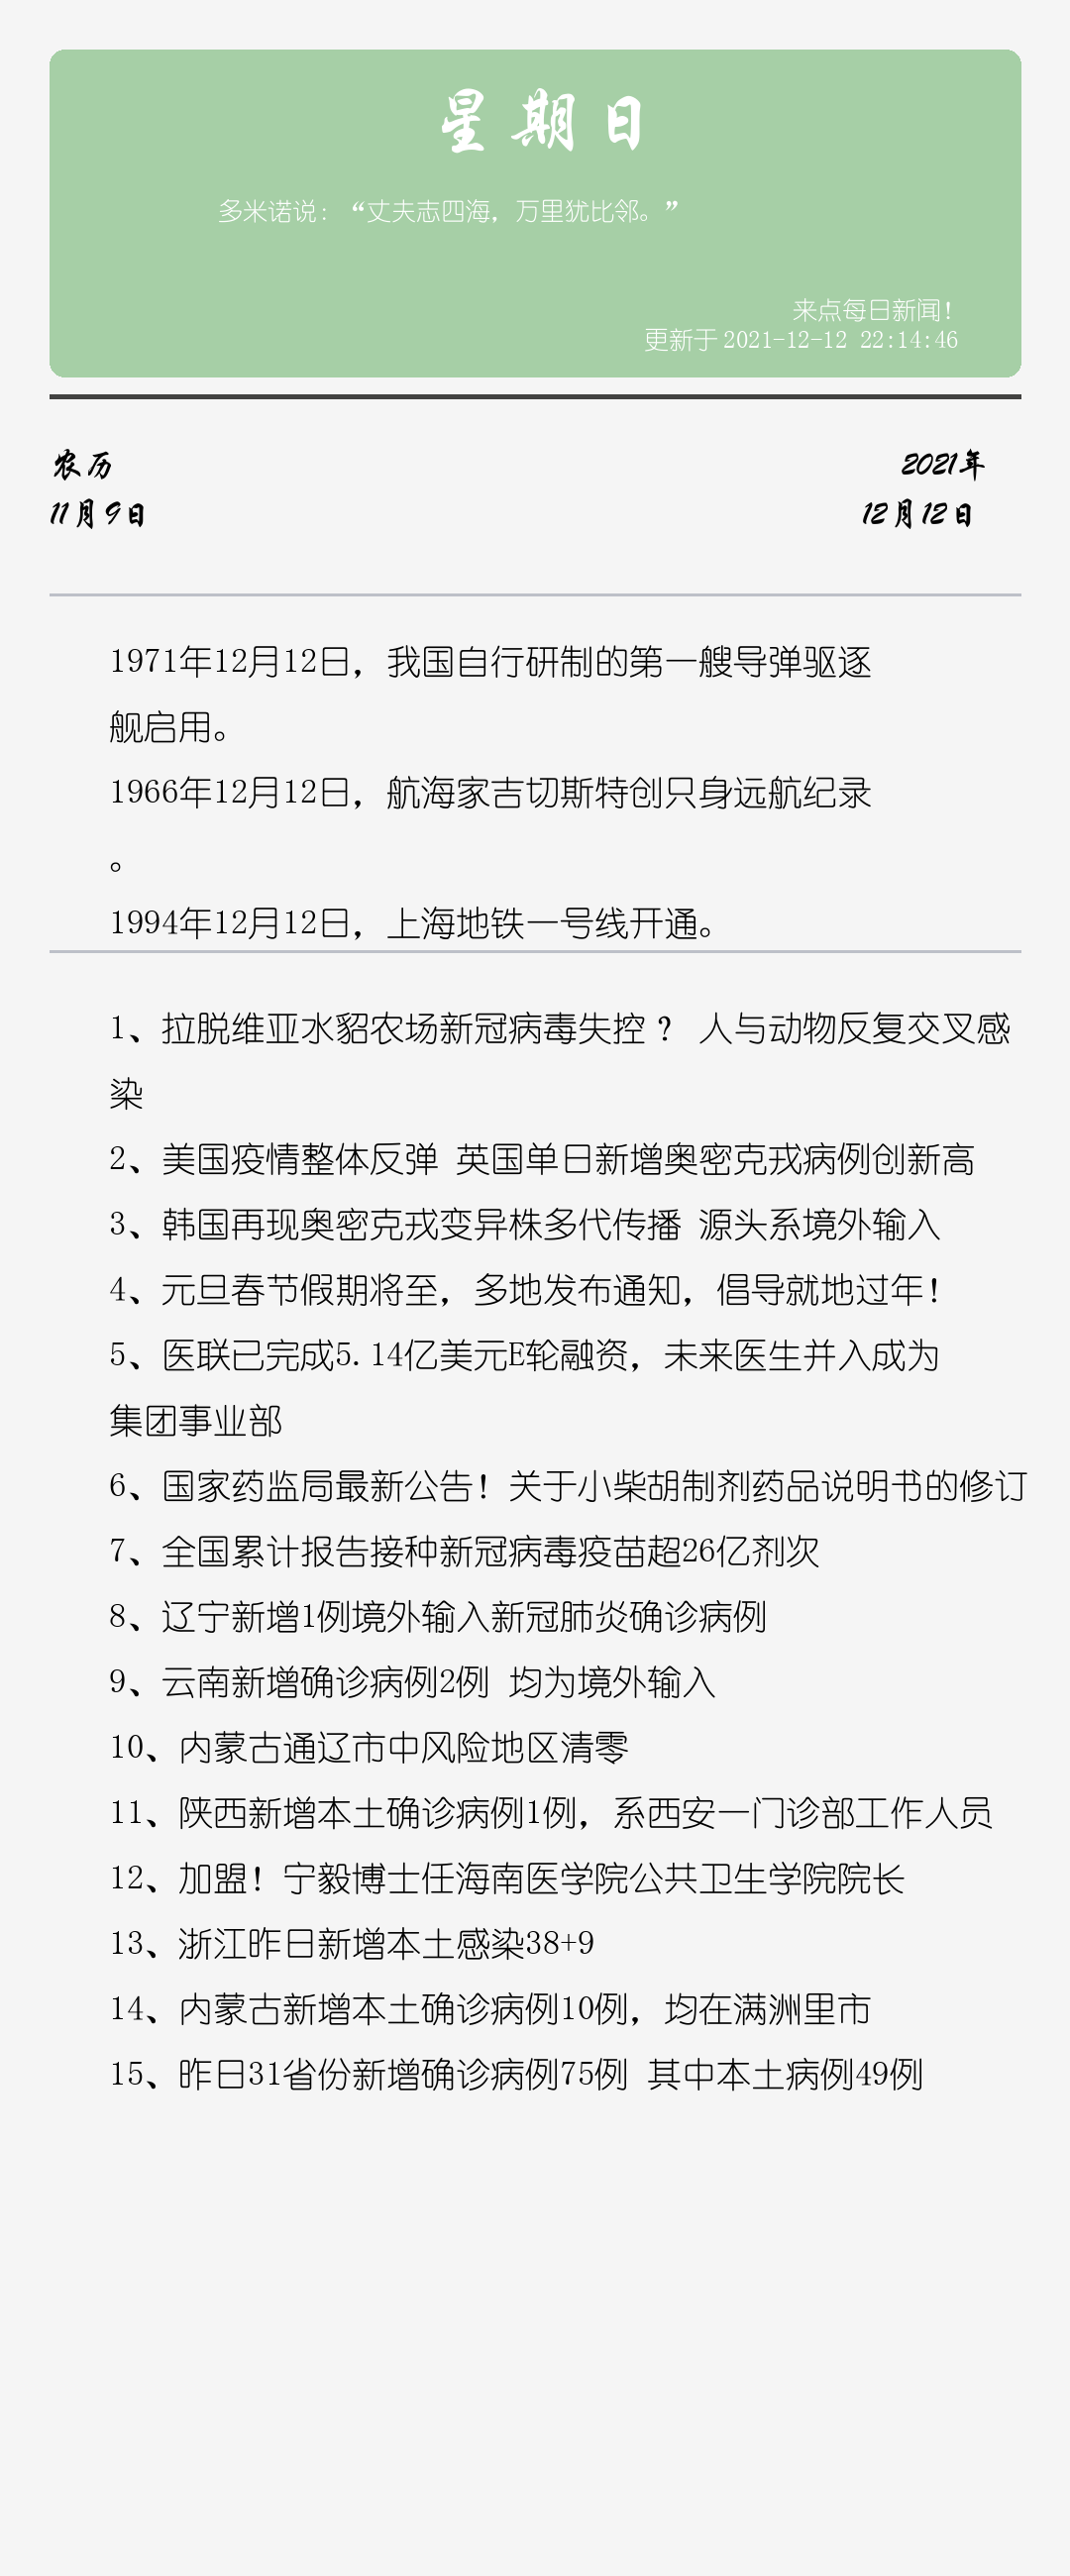 星期日
多米诺说：“丈夫志四海，万里犹比邻。”
来点每日新闻！
更新于 2021-12-12 22:14:46
农历
2021年
11月9日
12月12日
1971年12月12日，我国自行研制的第一艘导弹驱逐
舰启用。
1966年12月12日，航海家吉切斯特创只身远航纪录
。
1994年12月12日，上海地铁一号线开通。
1、拉脱维亚水貂农场新冠病毒失控？ 人与动物反复交叉感
染
2、美国疫情整体反弹 英国单日新增奥密克戎病例创新高
3、韩国再现奥密克戎变异株多代传播 源头系境外输入
4、元旦春节假期将至，多地发布通知，倡导就地过年！
5、医联已完成5.14亿美元E轮融资，未来医生并入成为
集团事业部
6、国家药监局最新公告！关于小柴胡制剂药品说明书的修订
7、全国累计报告接种新冠病毒疫苗超26亿剂次
8、辽宁新增1例境外输入新冠肺炎确诊病例
9、云南新增确诊病例2例 均为境外输入
10、内蒙古通辽市中风险地区清零
11、陕西新增本土确诊病例1例，系西安一门诊部工作人员
12、加盟！宁毅博士任海南医学院公共卫生学院院长
13、浙江昨日新增本土感染38+9
14、内蒙古新增本土确诊病例10例，均在满洲里市
15、昨日31省份新增确诊病例75例 其中本土病例49例